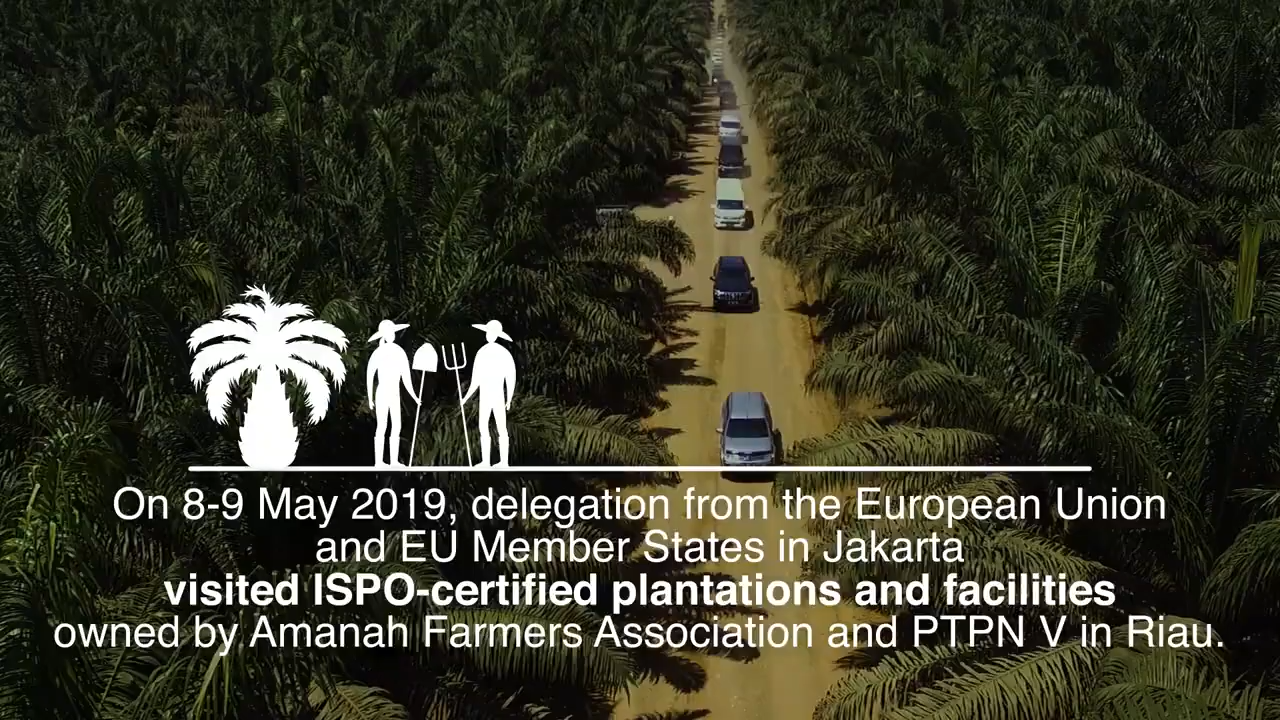 On 8-9 May 2019, delegation from the European Union
and EU Member States in Jakarta
visited ISPO-certified plantations and facilities
owned by Amanah Farmers Association and PTPN V in Riau.